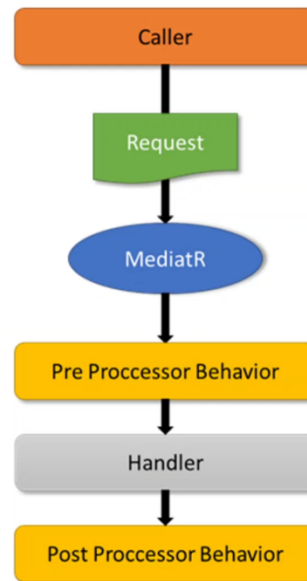 Caller
Request
MediatR
Pre Proccessor Behavior
Handler
Post Proccessor Behavior